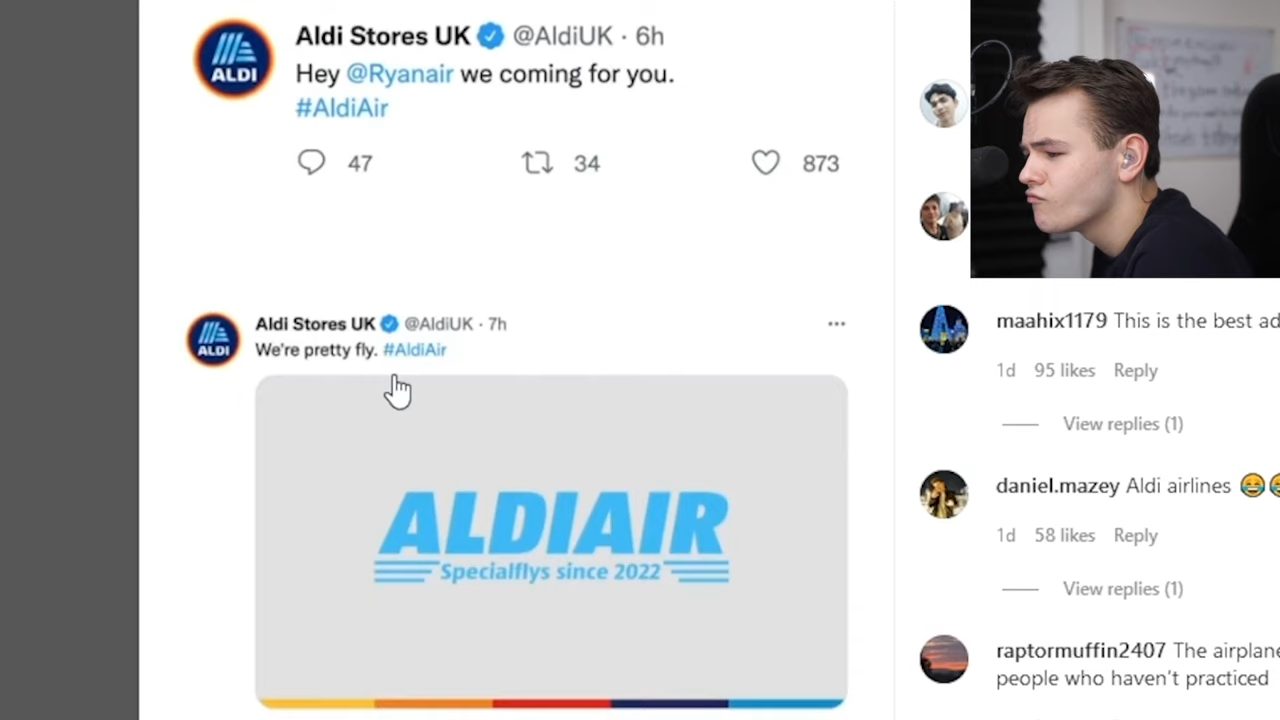 Aldi Stores UK @AldiUK · 6h
Hey @Ryanair we coming for you.
#AldiAir
47 34 873
ALDI
Aldi Stores UK @AldiUK · 7h
We're pretty fly. #AldiAir
ALDI
ALDIAIR
Specialflys since 2022
maahix1179 This is the best ad
1d 95 likes Reply
View replies (1)
daniel.mazey Aldi airlines 😂
1d 58 likes Reply
View replies (1)
raptormuffin2407 The airplane
people who haven't practiced